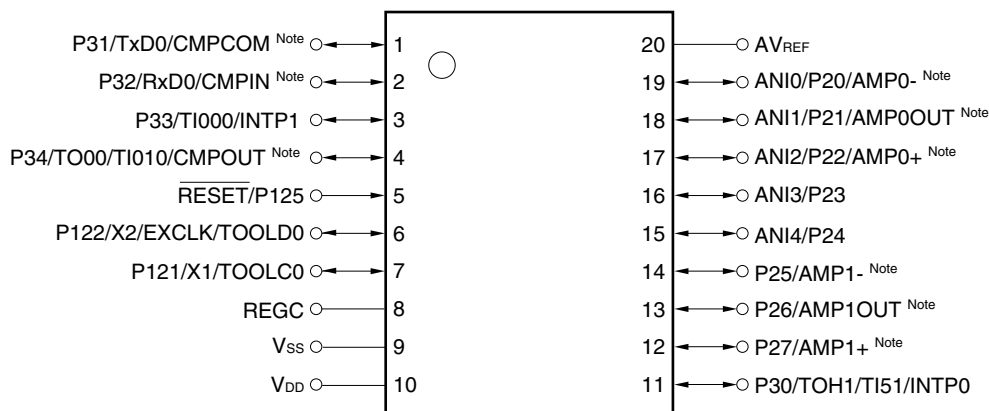 P31/TxD0/CMPCOM Note 1 20 AVREF
P32/RxD0/CMPIN Note 2 19 ANI0/P20/AMP0- Note
P33/TI000/INTP1 3 18 ANI1/P21/AMP0OUT Note
P34/TO00/TI010/CMPOUT Note 4 17 ANI2/P22/AMP0+ Note
RESET/P125 5 16 ANI3/P23
P122/X2/EXCLK/TOOLD0 6 15 ANI4/P24
P121/X1/TOOLC0 7 14 P25/AMP1- Note
REGC 8 13 P26/AMP1OUT Note
VSS 9 12 P27/AMP1+ Note
VDD 10 11 P30/TOH1/TI51/INTP0